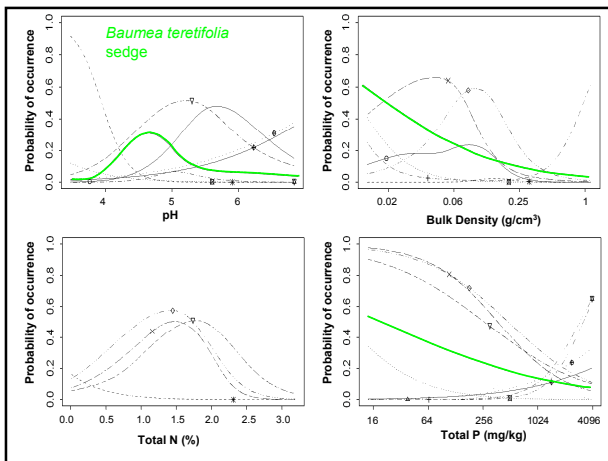 Baumea teretifolia
sedge
Probability of occurrence
0.0 0.2 0.4 0.6 0.8 1.0
4 5 6
pH
Probability of occurrence
0.0 0.2 0.4 0.6 0.8 1.0
0.02 0.06 0.24 1
Bulk Density (g/cm³)
Probability of occurrence
0.0 0.2 0.4 0.6 0.8 1.0
0.0 0.5 1.0 1.5 2.0 2.5 3.0
Total N (%)
Probability of occurrence
0.0 0.2 0.4 0.6 0.8 1.0
16 64 256 1024 4096
Total P (mg/kg)